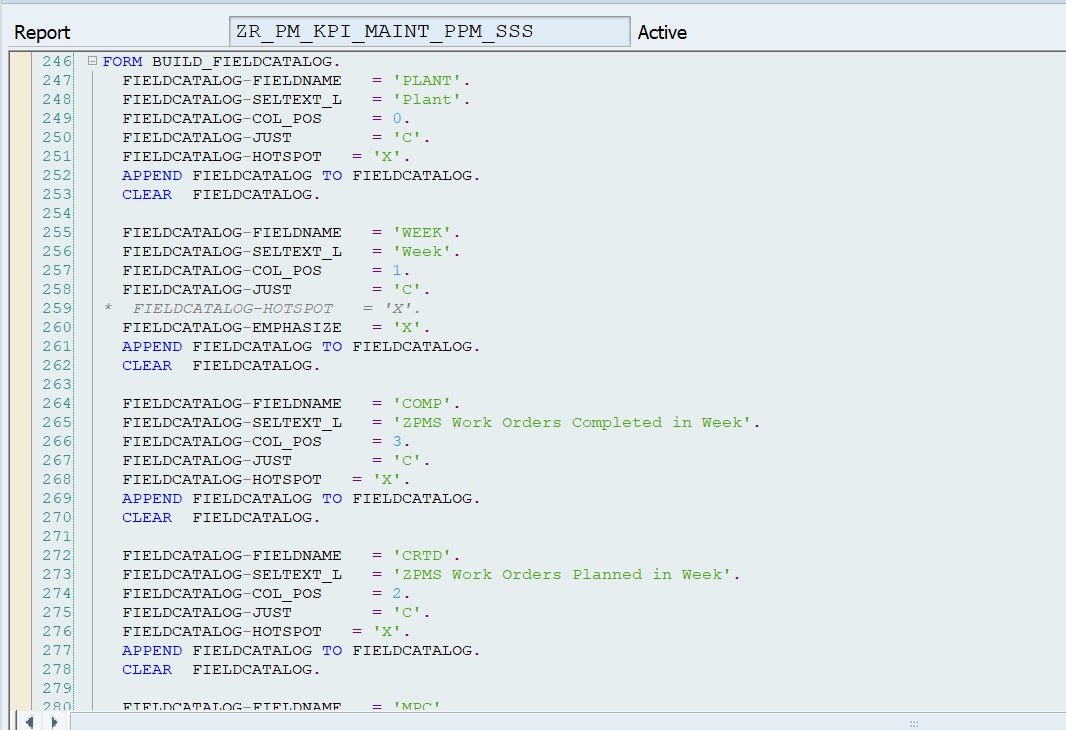 Report ZR_PM_KPI_MAINT_PPM_SSS Active
246 FORM BUILD_FIELDCATALOG.
247 FIELDCATALOG-FIELDNAME = 'PLANT'.
248 FIELDCATALOG-SELTEXT_L = 'Plant'.
249 FIELDCATALOG-COL_POS = 0.
250 FIELDCATALOG-JUST = 'C'.
251 FIELDCATALOG-HOTSPOT = 'X'.
252 APPEND FIELDCATALOG TO FIELDCATALOG.
253 CLEAR FIELDCATALOG.
254
255 FIELDCATALOG-FIELDNAME = 'WEEK'.
256 FIELDCATALOG-SELTEXT_L = 'Week'.
257 FIELDCATALOG-COL_POS = 1.
258 FIELDCATALOG-JUST = 'C'.
259 * FIELDCATALOG-HOTSPOT = 'X'.
260 FIELDCATALOG-EMPHASIZE = 'X'.
261 APPEND FIELDCATALOG TO FIELDCATALOG.
262 CLEAR FIELDCATALOG.
263
264 FIELDCATALOG-FIELDNAME = 'COMP'.
265 FIELDCATALOG-SELTEXT_L = 'ZPMS Work Orders Completed in Week'.
266 FIELDCATALOG-COL_POS = 3.
267 FIELDCATALOG-JUST = 'C'.
268 FIELDCATALOG-HOTSPOT = 'X'.
269 APPEND FIELDCATALOG TO FIELDCATALOG.
270 CLEAR FIELDCATALOG.
271
272 FIELDCATALOG-FIELDNAME = 'CRTD'.
273 FIELDCATALOG-SELTEXT_L = 'ZPMS Work Orders Planned in Week'.
274 FIELDCATALOG-COL_POS = 2.
275 FIELDCATALOG-JUST = 'C'.
276 FIELDCATALOG-HOTSPOT = 'X'.
277 APPEND FIELDCATALOG TO FIELDCATALOG.
278 CLEAR FIELDCATALOG.
279
280 FIELDCATALOG-FIELDNAME = 'MPC'